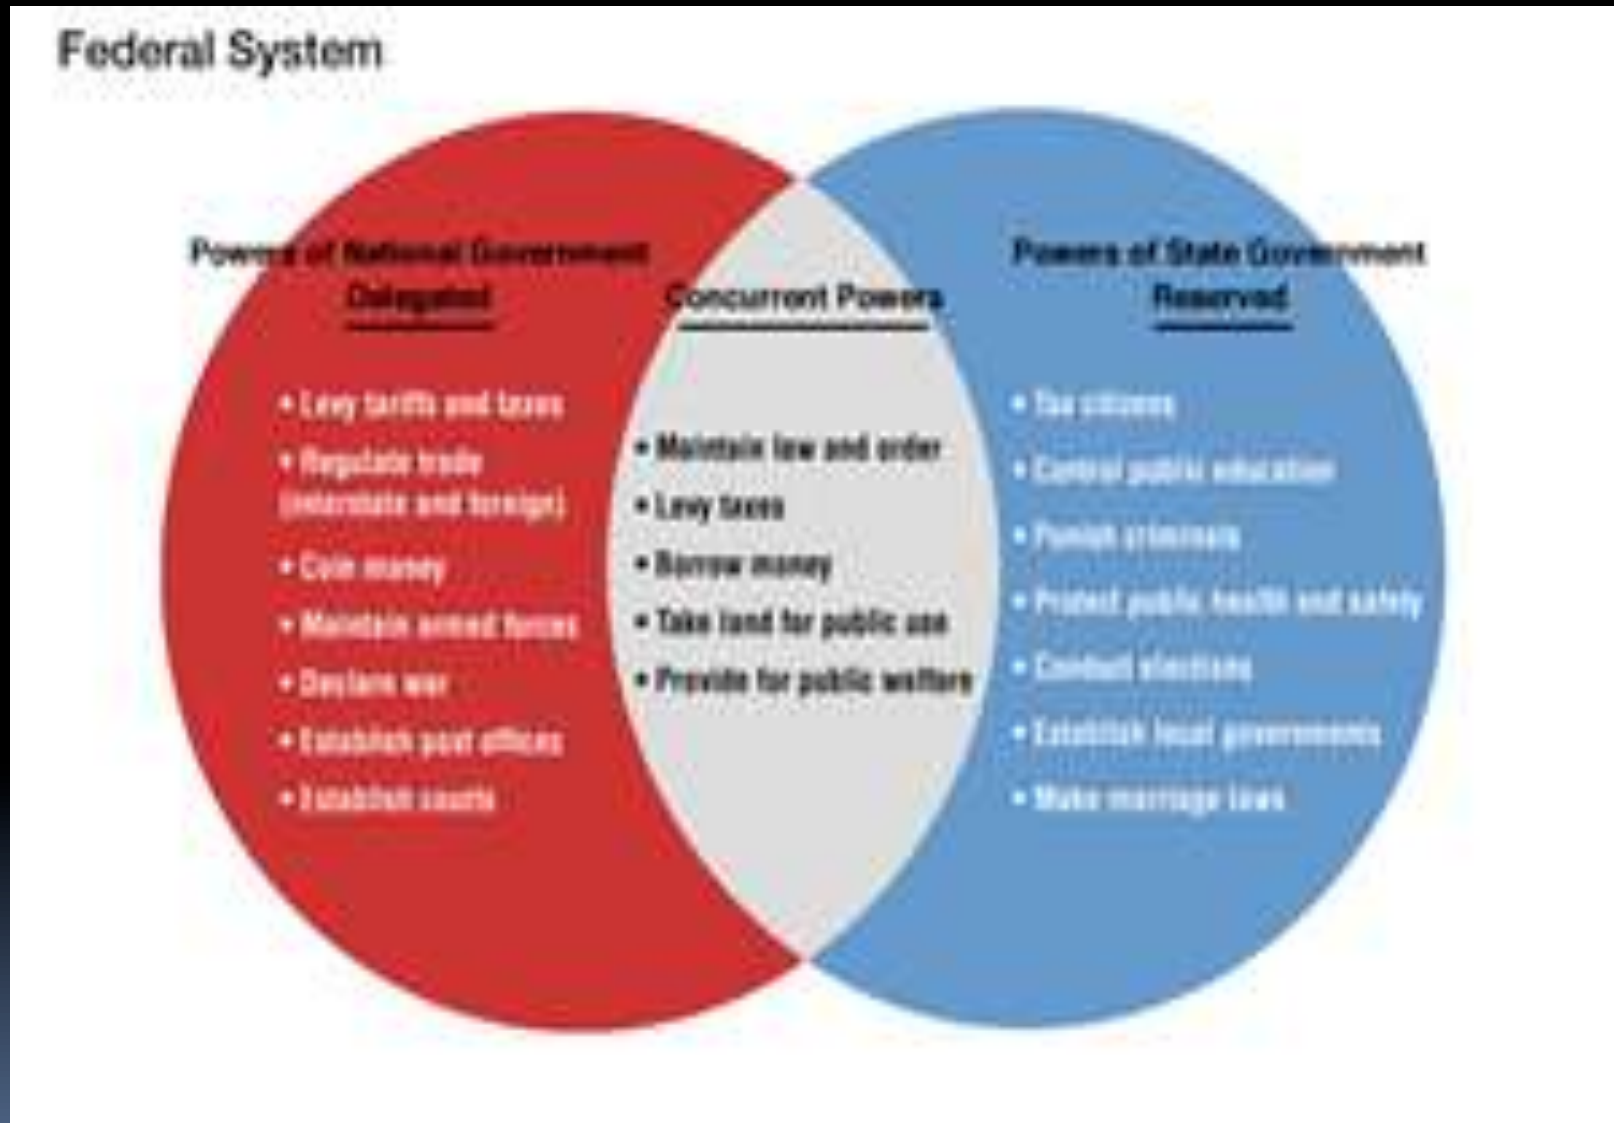 Federal System
Powers of National Government
Delegated
• Levy tariffs and taxes
• Regulate trade
(interstate and foreign)
• Coin money
• Maintain armed forces
• Declare war
• Establish post offices
• Establish courts
Concurrent Powers
• Maintain law and order
• Levy taxes
• Borrow money
• Take land for public use
• Provide for public welfare
Powers of State Government
Reserved
• Tax citizens
• Control public education
• Punish criminals
• Protect public health and safety
• Conduct elections
• Establish local governments
• Make marriage laws